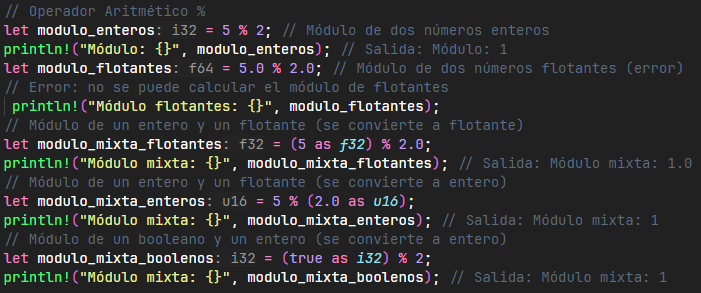 // Operador Aritmético %
let modulo_enteros: i32 = 5 % 2; // Módulo de dos números enteros
println!("Módulo: {}", modulo_enteros); // Salida: Módulo: 1
let modulo_flotantes: f64 = 5.0 % 2.0; // Módulo de dos números flotantes (error)
// Error: no se puede calcular el módulo de flotantes
println!("Módulo flotantes: {}", modulo_flotantes);
// Módulo de un entero y un flotante (se convierte a flotante)
let modulo_mixta_flotantes: f32 = (5 as f32) % 2.0;
println!("Módulo mixta: {}", modulo_mixta_flotantes); // Salida: Módulo mixta: 1.0
// Módulo de un entero y un flotante (se convierte a entero)
let modulo_mixta_enteros: u16 = 5 % (2.0 as u16);
println!("Módulo mixta: {}", modulo_mixta_enteros); // Salida: Módulo mixta: 1
// Módulo de un booleano y un entero (se convierte a entero)
let modulo_mixta_boolenos: i32 = (true as i32) % 2;
println!("Módulo mixta: {}", modulo_mixta_boolenos); // Salida: Módulo mixta: 1